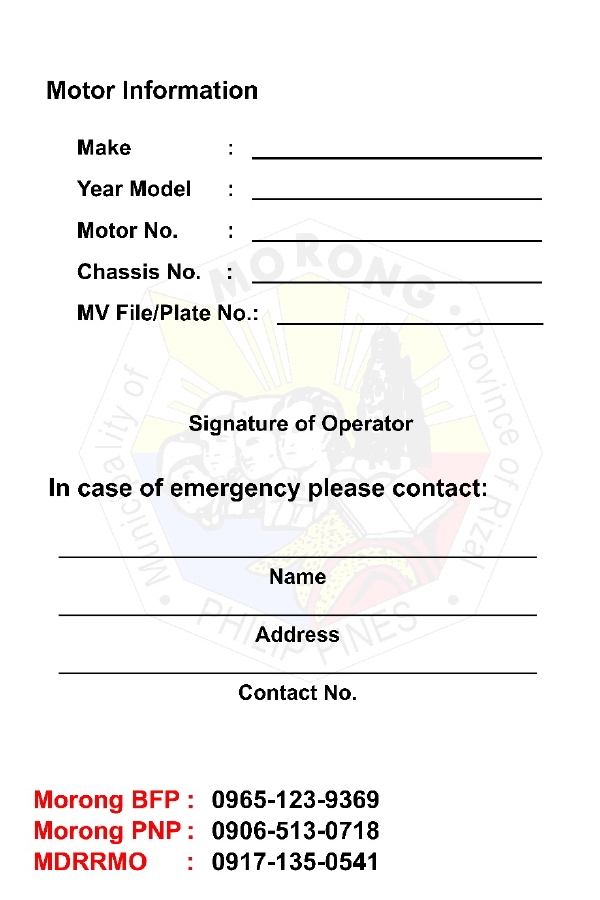 Motor Information
Make :
Year Model :
Motor No. :
Chassis No. :
MV File/Plate No.:
Signature of Operator
In case of emergency please contact:
Name
Address
Contact No.
Morong BFP : 0965-123-9369
Morong PNP : 0906-513-0718
MDRRMO : 0917-135-0541
MORONG • Province of Rizal • PHILIPPINES • Municipality of